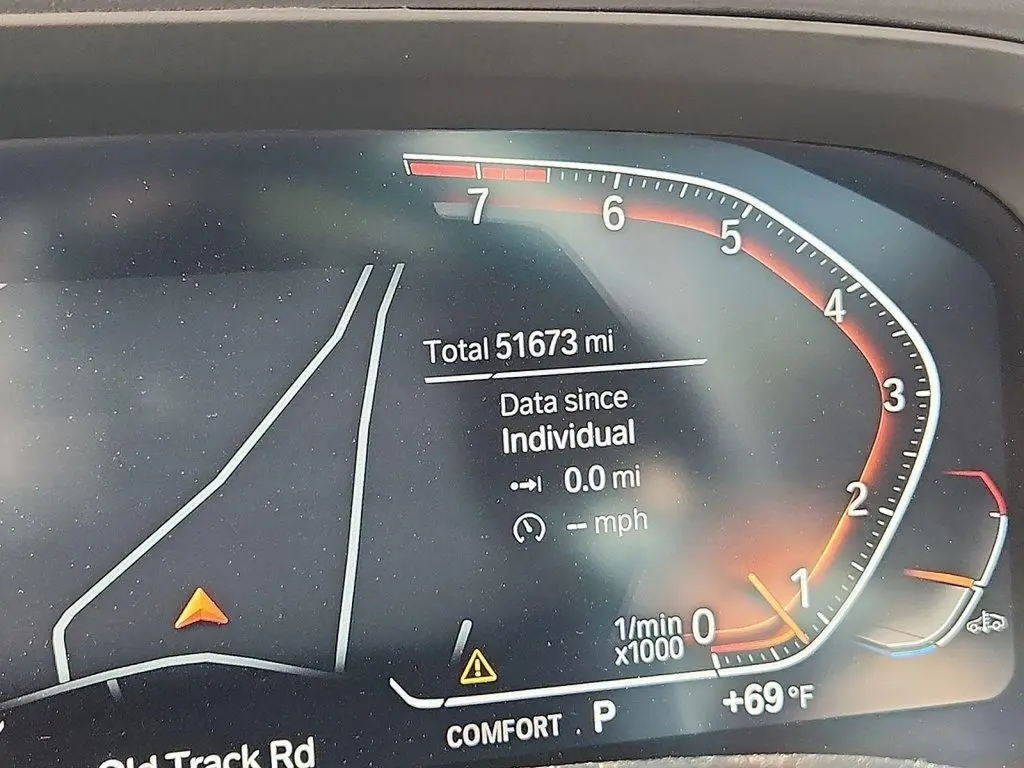 7
6
5
4
3
2
1
0
Total 51673 mi
Data since
Individual
0.0 mi
-- mph
1/min
x1000
COMFORT . P
+69 °F
Old Track Rd